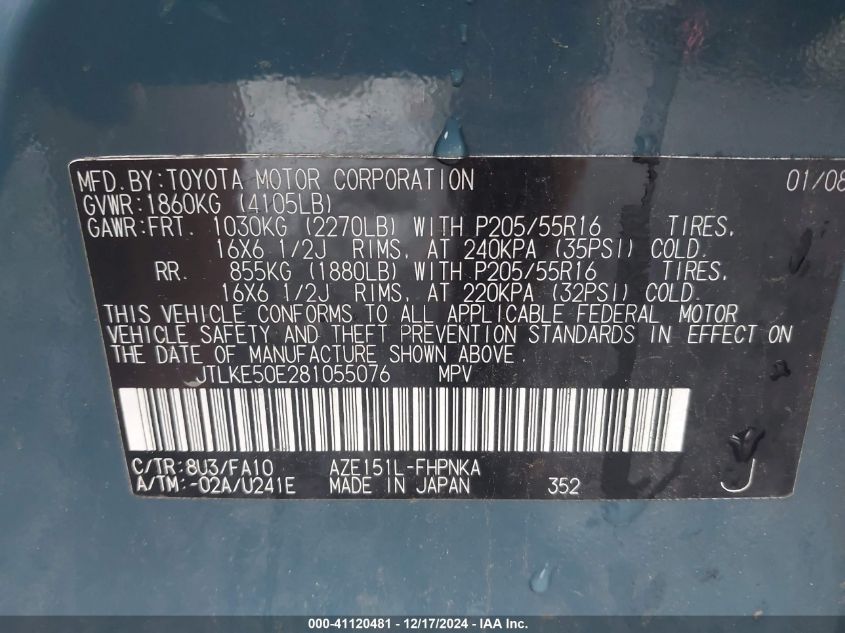 MFD. BY: TOYOTA MOTOR CORPORATION 01/08
GVWR: 1860KG (4105LB)
GAWR: FRT. 1030KG (2270LB) WITH P205/55R16 TIRES,
16X6 1/2J RIMS, AT 240KPA (35PSI) COLD.
RR. 855KG (1880LB) WITH P205/55R16 TIRES,
16X6 1/2J RIMS, AT 220KPA (32PSI) COLD.
THIS VEHICLE CONFORMS TO ALL APPLICABLE FEDERAL MOTOR
VEHICLE SAFETY AND THEFT PREVENTION STANDARDS IN EFFECT ON
THE DATE OF MANUFACTURE SHOWN ABOVE.
JTLKE50E281055076 MPV
C/TR: 8U3/FA10 AZE151L-FHPNKA
A/TM: -02A/U241E MADE IN JAPAN 352 J
000-41120481 - 12/17/2024 - IAA Inc.